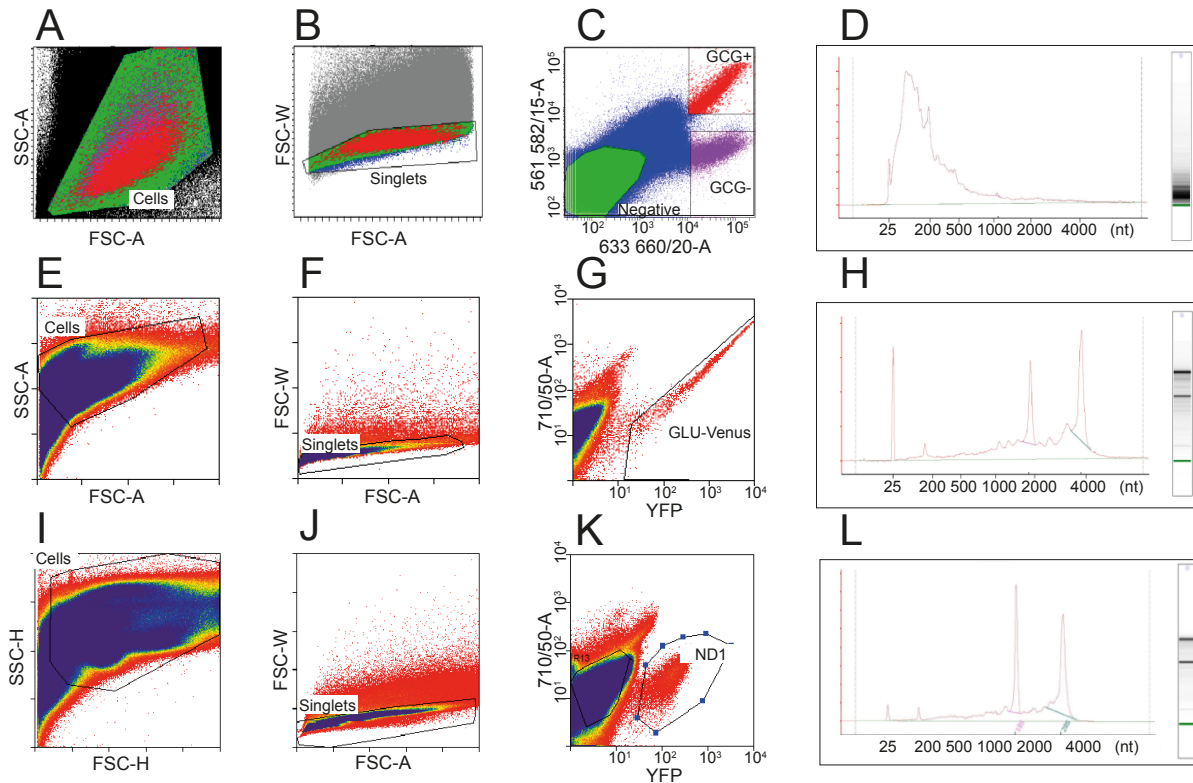 A
SSC-A
Cells
FSC-A
B
FSC-W
Singlets
FSC-A
C
561 582/15-A
10^5
10^4
10^3
10^2
GCG+
GCG-
Negative
10^2 10^3 10^4 10^5
633 660/20-A
D
25 200 500 1000 2000 4000 (nt)
E
SSC-A
Cells
FSC-A
F
FSC-W
Singlets
FSC-A
G
710/50-A
10^4
10^3
10^2
10^1
GLU-Venus
10^1 10^2 10^3 10^4
YFP
H
25 200 500 1000 2000 4000 (nt)
I
SSC-H
Cells
FSC-H
J
FSC-W
Singlets
FSC-A
K
710/50-A
10^4
10^3
10^2
10^1
R13
ND1
10^1 10^2 10^3 10^4
YFP
L
25 200 500 1000 2000 4000 (nt)